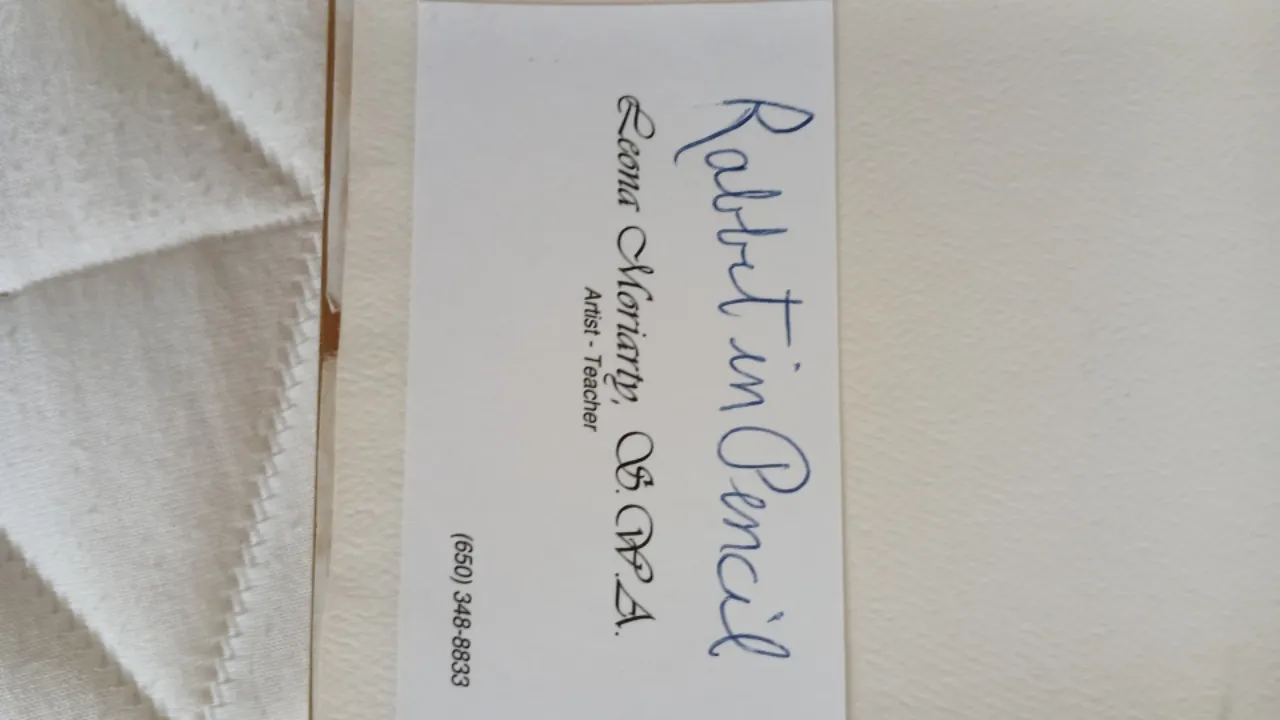 Rabbit in Pencil
Leona Moriarty, S.W.A.
Artist - Teacher
(650) 348-8833